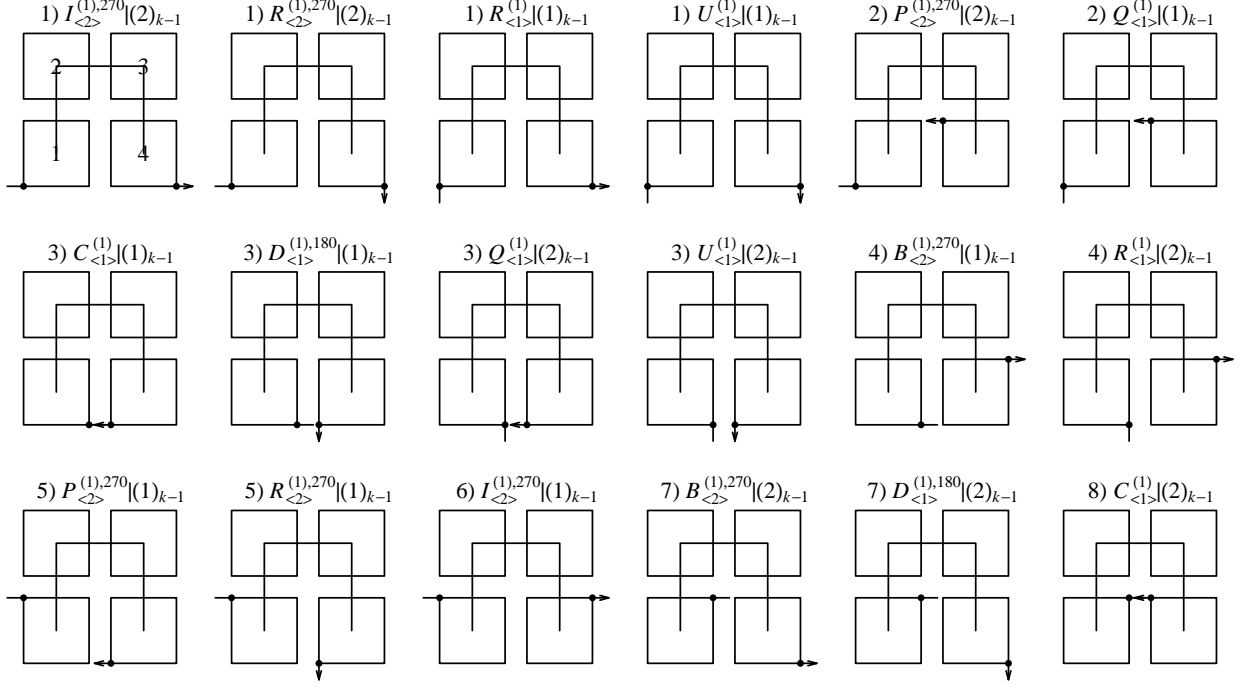 1) I^{(1),270}_{<2>}|(2)_{k-1} 1) R^{(1),270}_{<2>}|(2)_{k-1} 1) R^{(1)}_{<1>}|(1)_{k-1} 1) U^{(1)}_{<1>}|(1)_{k-1} 2) P^{(1),270}_{<2>}|(2)_{k-1} 2) Q^{(1)}_{<1>}|(1)_{k-1}
2 3
1 4
3) C^{(1)}_{<1>}|(1)_{k-1} 3) D^{(1),180}_{<1>}|(1)_{k-1} 3) Q^{(1)}_{<1>}|(2)_{k-1} 3) U^{(1)}_{<1>}|(2)_{k-1} 4) B^{(1),270}_{<2>}|(1)_{k-1} 4) R^{(1)}_{<1>}|(2)_{k-1}
5) P^{(1),270}_{<2>}|(1)_{k-1} 5) R^{(1),270}_{<2>}|(1)_{k-1} 6) I^{(1),270}_{<2>}|(1)_{k-1} 7) B^{(1),270}_{<2>}|(2)_{k-1} 7) D^{(1),180}_{<1>}|(2)_{k-1} 8) C^{(1)}_{<1>}|(2)_{k-1}